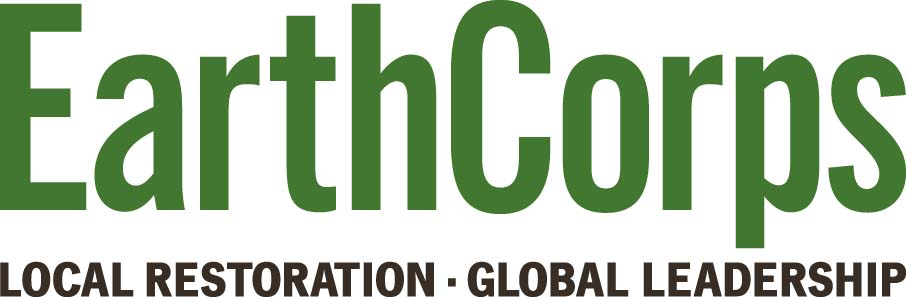 EarthCorps
LOCAL RESTORATION · GLOBAL LEADERSHIP